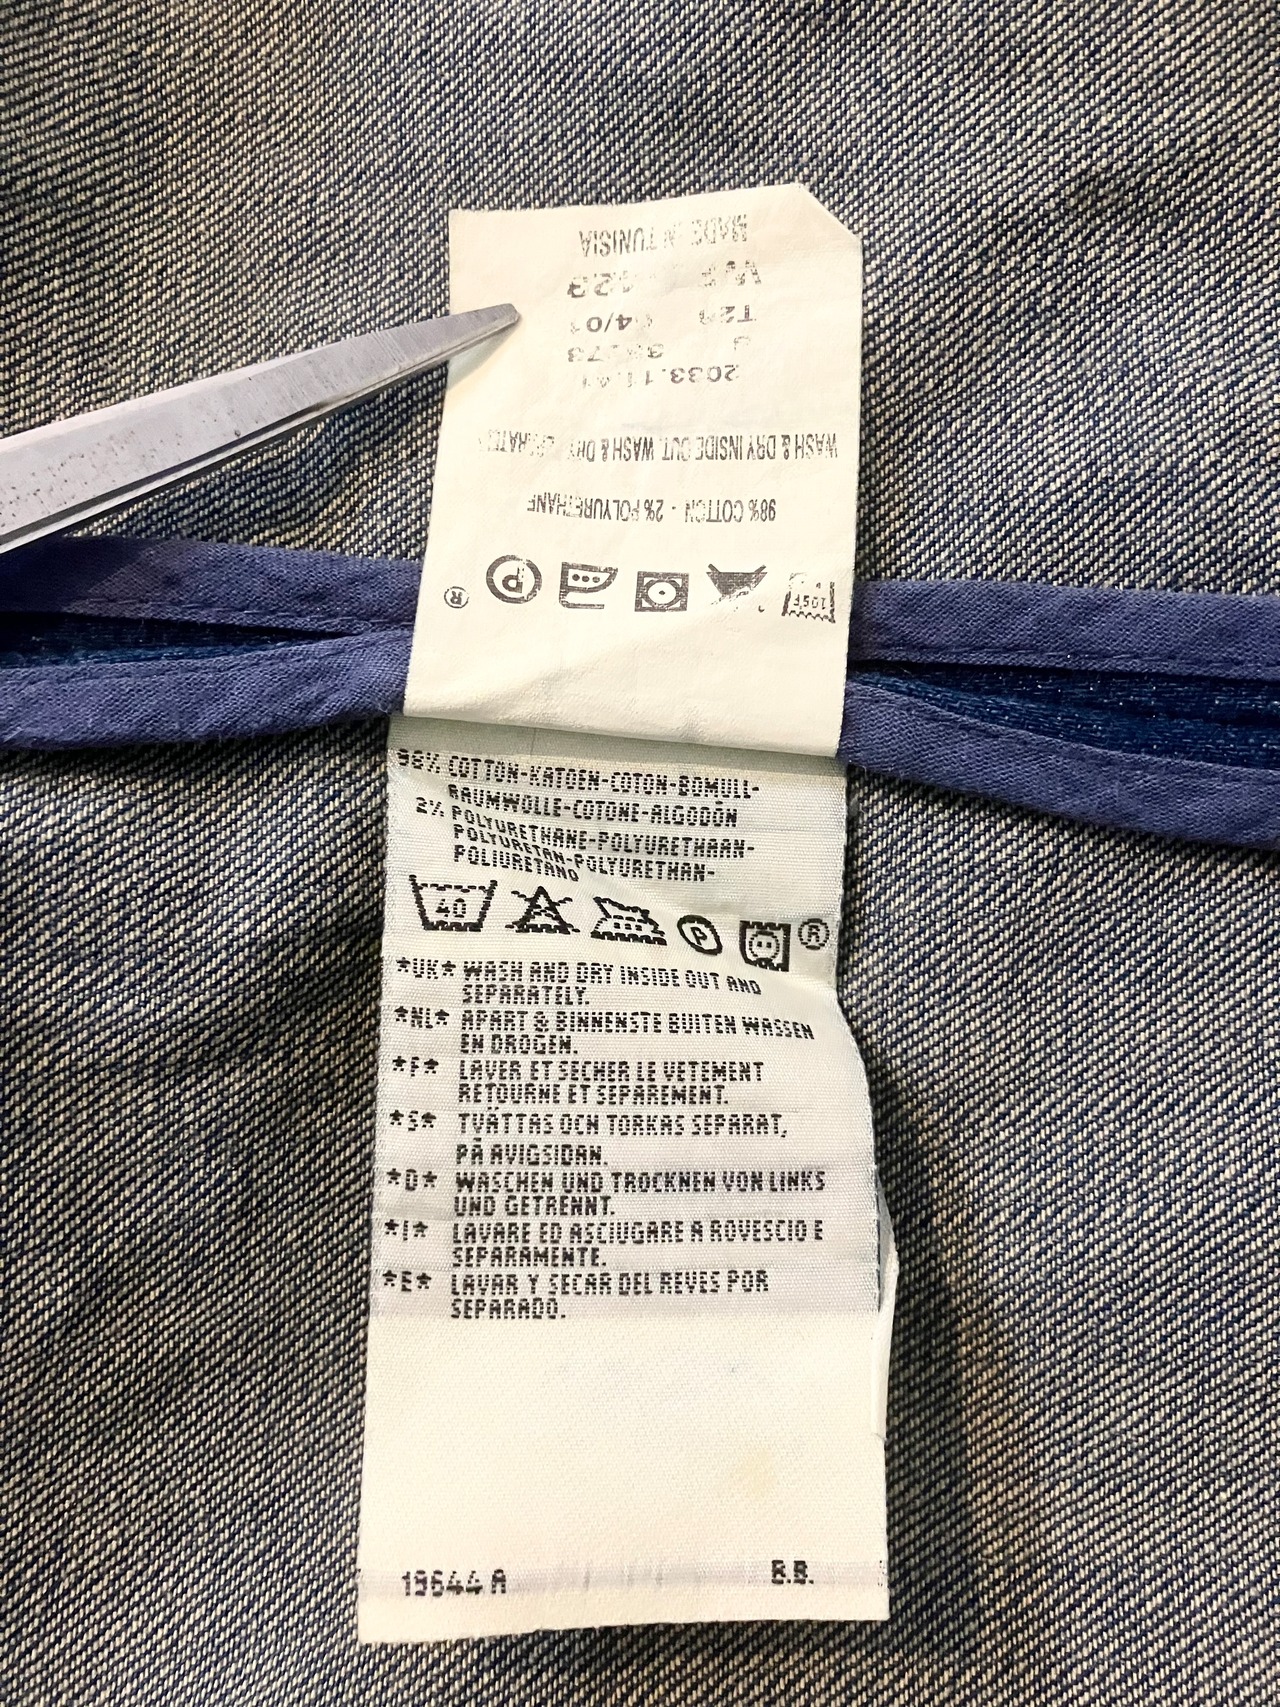 MADE IN TUNISIA
WASH & DRY INSIDE OUT. WASH & DRY
98% COTTON - 2% POLYURETHANE
105F
P
®
98% COTTON-KATOEN-COTON-BOMULL-
BAUMWOLLE-COTONE-ALGODÓN
2% POLYURETHANE-POLYURETHAAN-
POLYURETAN-POLYURETHAN-
POLIURETANO
40 P ®
*UK* WASH AND DRY INSIDE OUT AND
SEPARATELY.
*NL* APART & BINNENSTE BUITEN WASSEN
EN DROGEN.
*F* LAVER ET SECHER LE VETEMENT
RETOURNE ET SEPAREMENT.
*S* TVÄTTAS OCH TORKAS SEPARAT,
PÅ AVIGSIDAN.
*D* WASCHEN UND TROCKNEN VON LINKS
UND GETRENNT.
*I* LAVARE ED ASCIUGARE A ROVESCIO E
SEPARAMENTE.
*E* LAVAR Y SECAR DEL REVES POR
SEPARADO.
19644 A B.B.